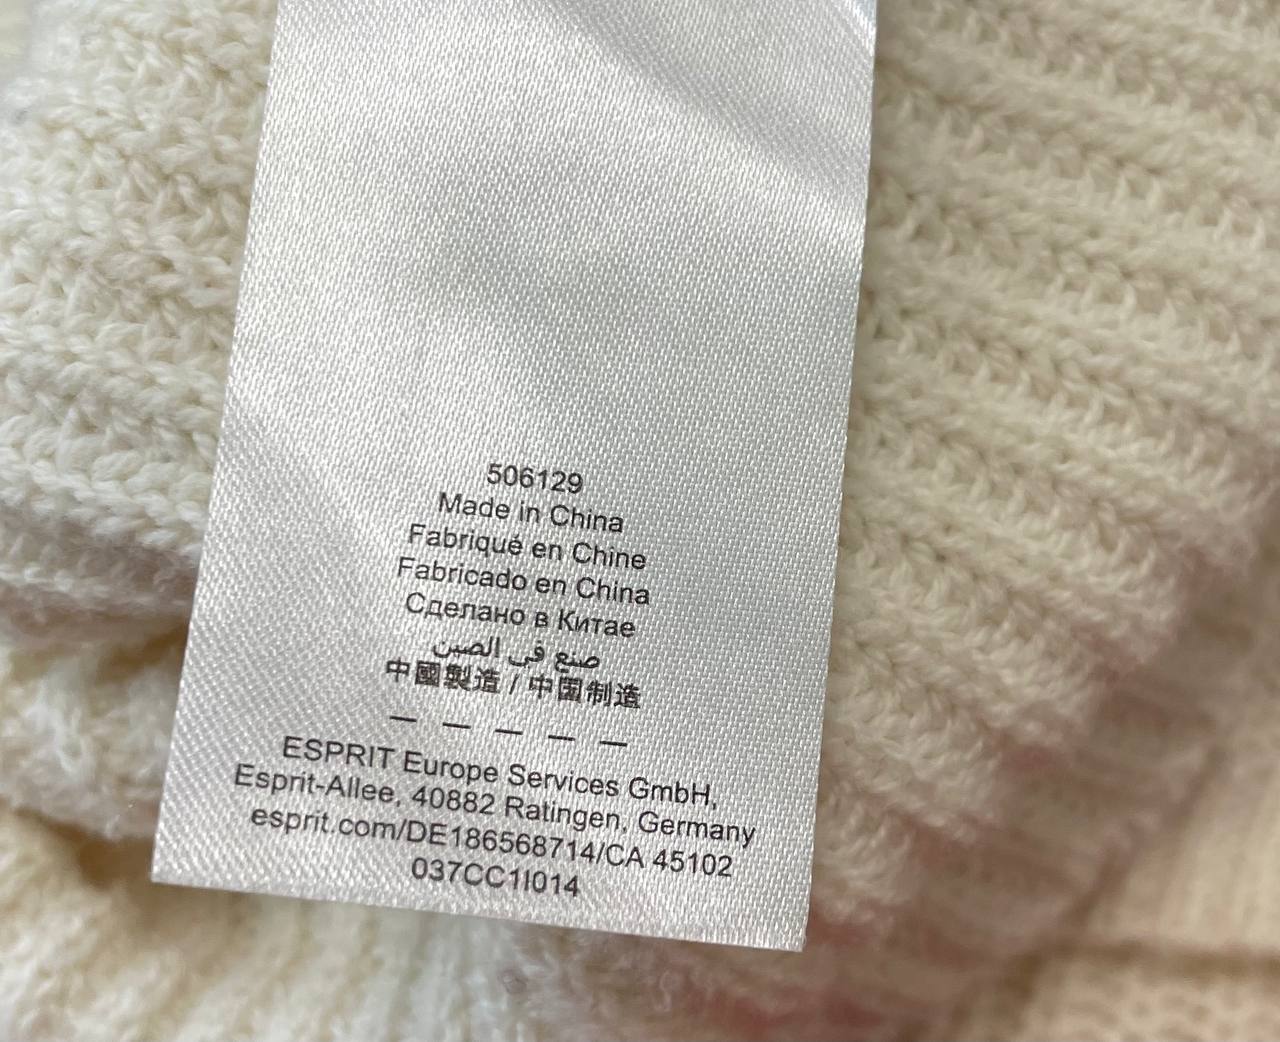 506129
Made in China
Fabriqué en Chine
Fabricado en China
Сделано в Китае
صنع في الصين
中國製造 / 中国制造
— — — — —
ESPRIT Europe Services GmbH,
Esprit-Allee, 40882 Ratingen, Germany
esprit.com/DE186568714/CA 45102
037CC1I014